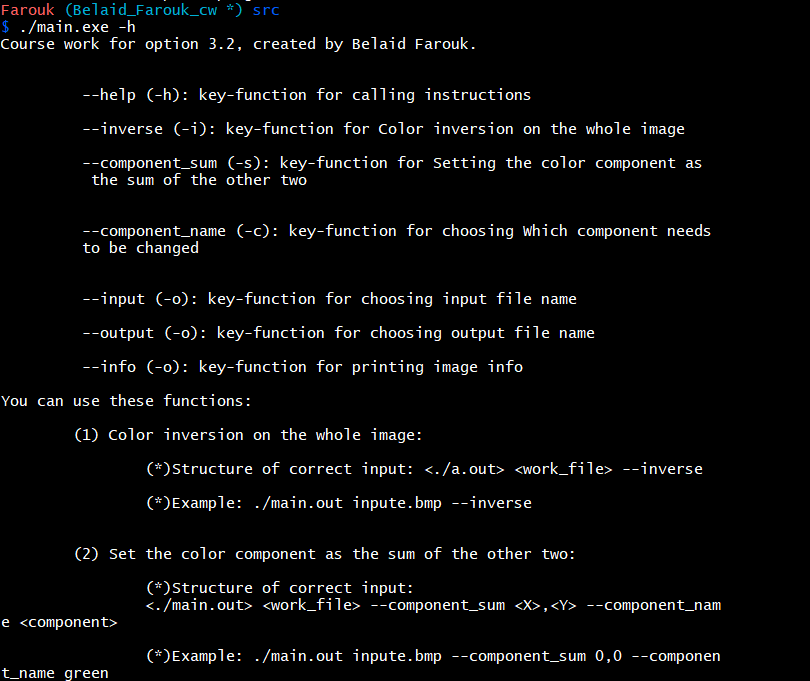 Farouk (Belaid_Farouk_cw *) src
$ ./main.exe -h
Course work for option 3.2, created by Belaid Farouk.
--help (-h): key-function for calling instructions
--inverse (-i): key-function for Color inversion on the whole image
--component_sum (-s): key-function for Setting the color component as
the sum of the other two
--component_name (-c): key-function for choosing Which component needs
to be changed
--input (-o): key-function for choosing input file name
--output (-o): key-function for choosing output file name
--info (-o): key-function for printing image info
You can use these functions:
(1) Color inversion on the whole image:
(*)Structure of correct input: <./a.out> <work_file> --inverse
(*)Example: ./main.out inpute.bmp --inverse
(2) Set the color component as the sum of the other two:
(*)Structure of correct input:
<./main.out> <work_file> --component_sum <X>,<Y> --component_nam
e <component>
(*)Example: ./main.out inpute.bmp --component_sum 0,0 --componen
t_name green